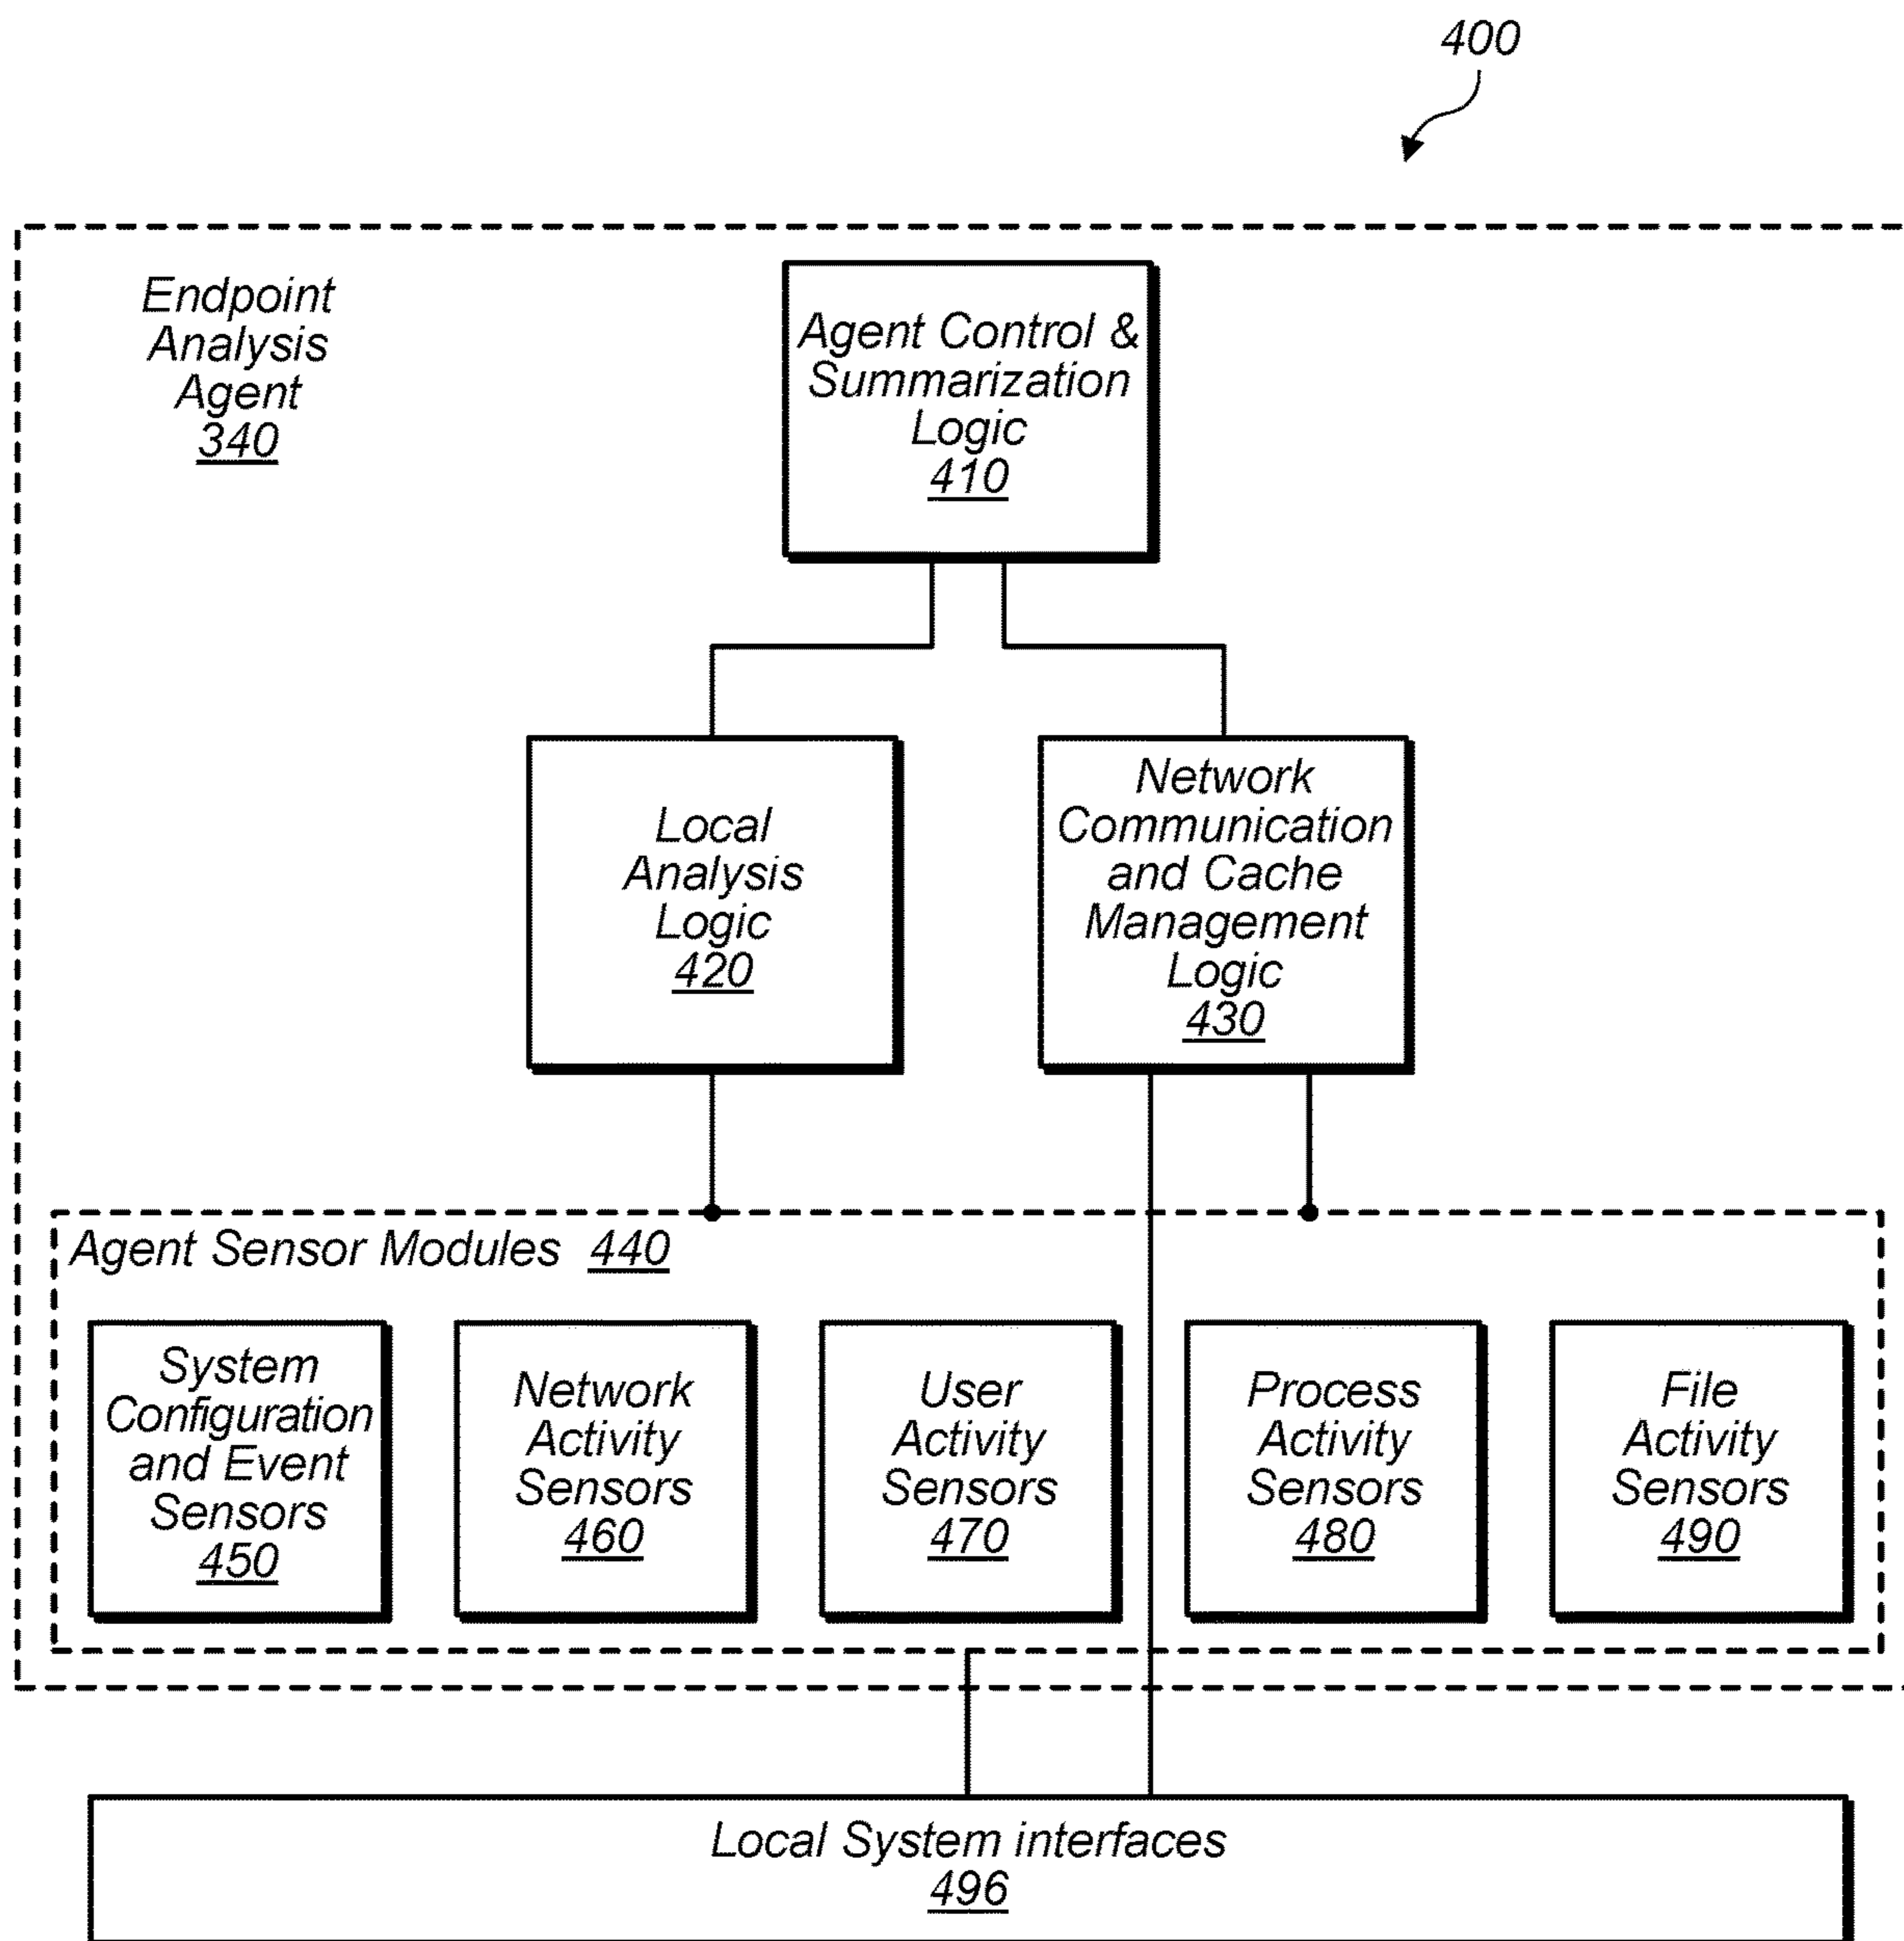 400
Endpoint
Analysis
Agent
340
Agent Control &
Summarization
Logic
410
Local
Analysis
Logic
420
Network
Communication
and Cache
Management
Logic
430
Agent Sensor Modules 440
System
Configuration
and Event
Sensors
450
Network
Activity
Sensors
460
User
Activity
Sensors
470
Process
Activity
Sensors
480
File
Activity
Sensors
490
Local System interfaces
496